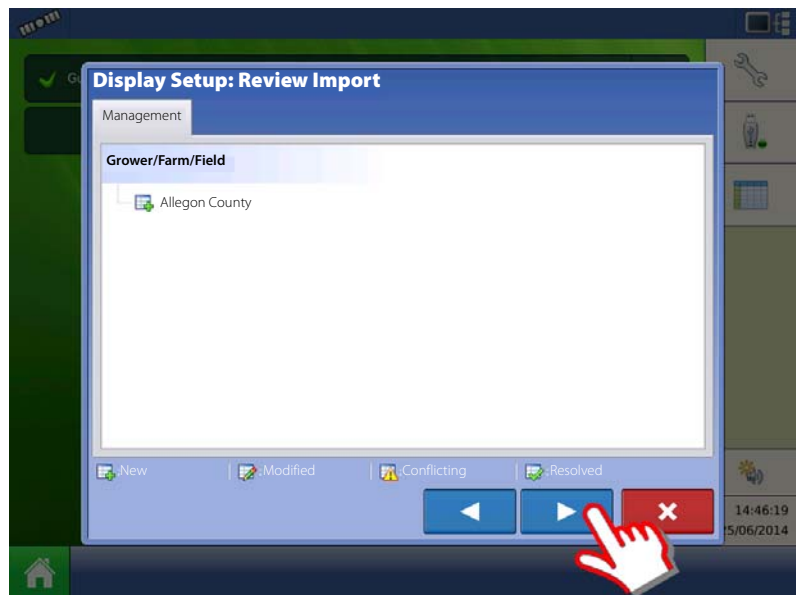 Gu
Display Setup: Review Import
Management
Grower/Farm/Field
Allegon County
:New
:Modified
:Conflicting
:Resolved
14:46:19
5/06/2014